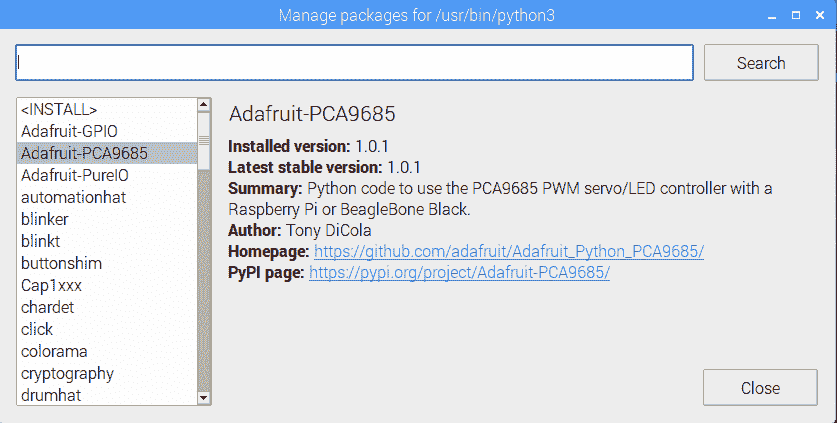 Manage packages for /usr/bin/python3
Search
<INSTALL>
Adafruit-GPIO
Adafruit-PCA9685
Adafruit-PureIO
automationhat
blinker
blinkt
buttonshim
Cap1xxx
chardet
click
colorama
cryptography
drumhat
Adafruit-PCA9685
Installed version: 1.0.1
Latest stable version: 1.0.1
Summary: Python code to use the PCA9685 PWM servo/LED controller with a
Raspberry Pi or BeagleBone Black.
Author: Tony DiCola
Homepage: https://github.com/adafruit/Adafruit_Python_PCA9685/
PyPI page: https://pypi.org/project/Adafruit-PCA9685/
Close